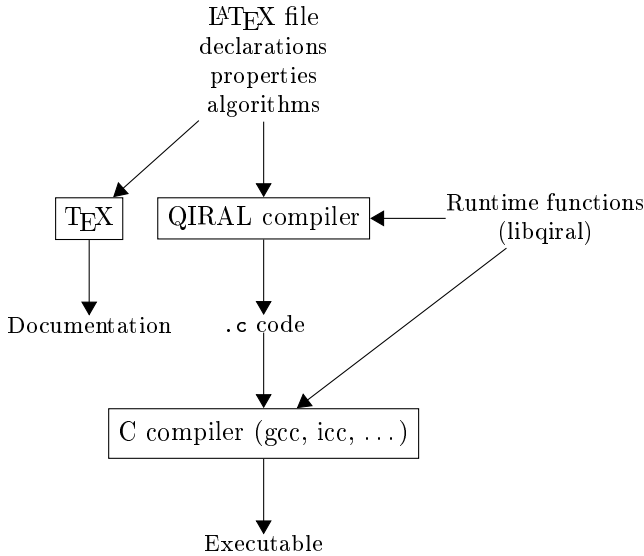 LATEX file
declarations
properties
algorithms
TEX
QIRAL compiler
Runtime functions
(libqiral)
Documentation
.c code
C compiler (gcc, icc, ...)
Executable